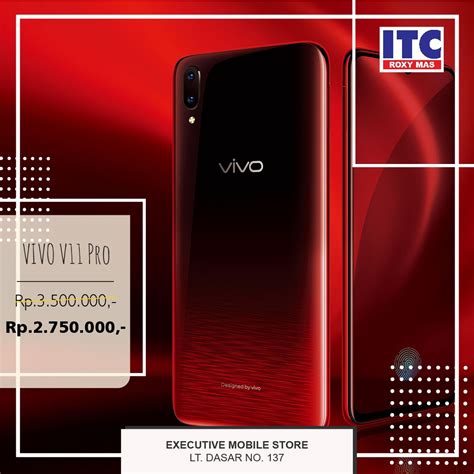 ITC
ROXY MAS
vivo
VIVO V11 PRO
Rp.3.500.000,-
Rp.2.750.000,-
Designed by vivo
EXECUTIVE MOBILE STORE
LT. DASAR NO. 137